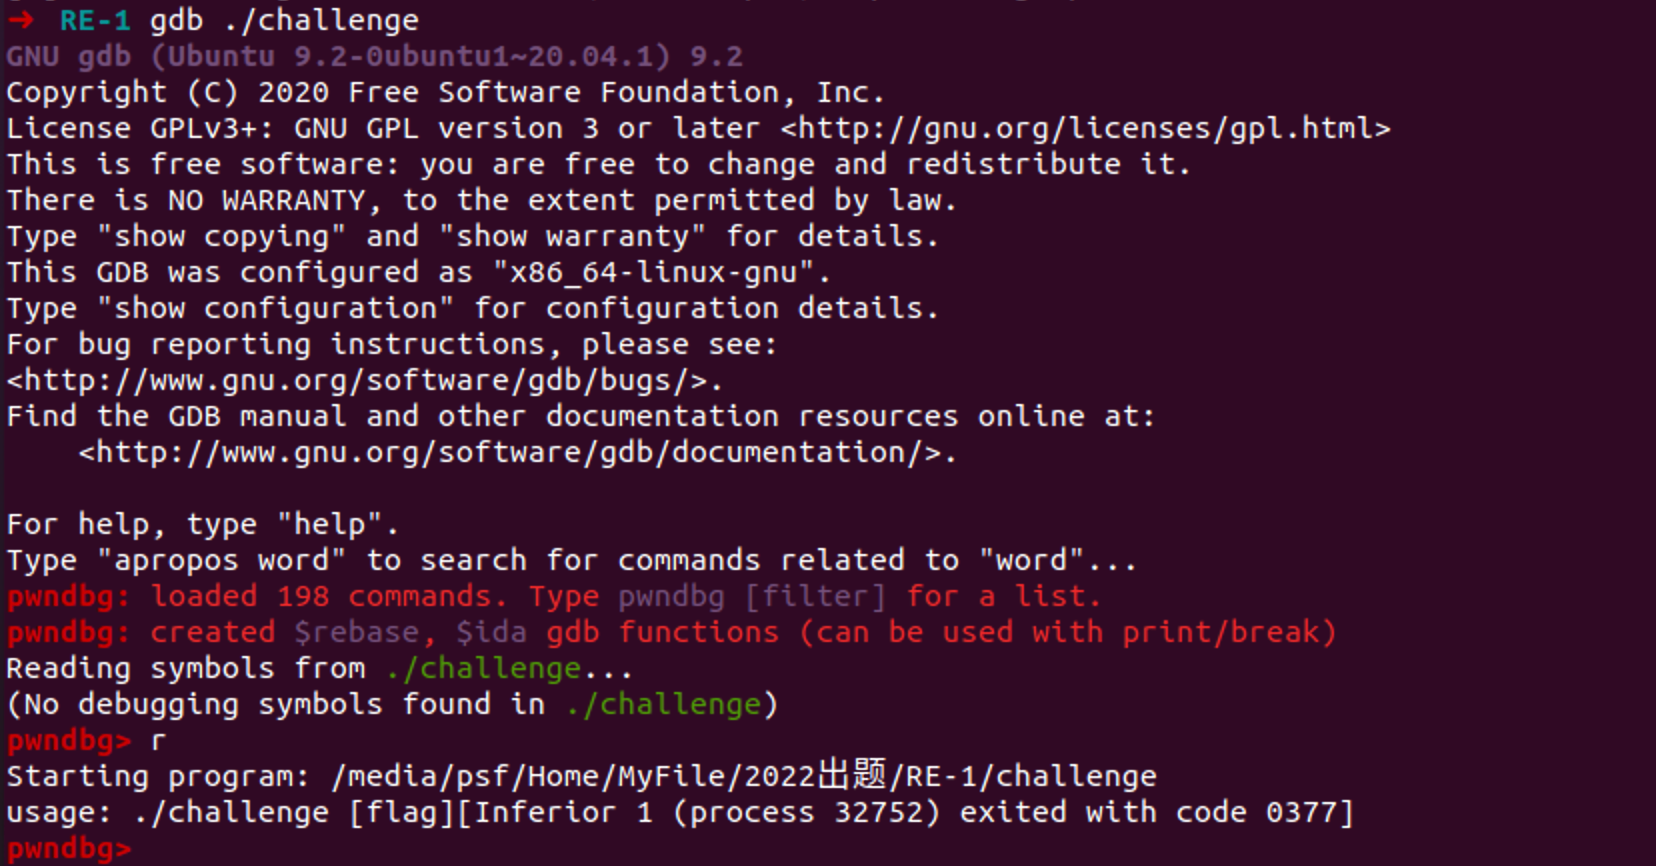 ➜ RE-1 gdb ./challenge
GNU gdb (Ubuntu 9.2-0ubuntu1~20.04.1) 9.2
Copyright (C) 2020 Free Software Foundation, Inc.
License GPLv3+: GNU GPL version 3 or later <http://gnu.org/licenses/gpl.html>
This is free software: you are free to change and redistribute it.
There is NO WARRANTY, to the extent permitted by law.
Type "show copying" and "show warranty" for details.
This GDB was configured as "x86_64-linux-gnu".
Type "show configuration" for configuration details.
For bug reporting instructions, please see:
<http://www.gnu.org/software/gdb/bugs/>.
Find the GDB manual and other documentation resources online at:
    <http://www.gnu.org/software/gdb/documentation/>.

For help, type "help".
Type "apropos word" to search for commands related to "word"...
pwndbg: loaded 198 commands. Type pwndbg [filter] for a list.
pwndbg: created $rebase, $ida gdb functions (can be used with print/break)
Reading symbols from ./challenge...
(No debugging symbols found in ./challenge)
pwndbg> r
Starting program: /media/psf/Home/MyFile/2022出题/RE-1/challenge
usage: ./challenge [flag][Inferior 1 (process 32752) exited with code 0377]
pwndbg>